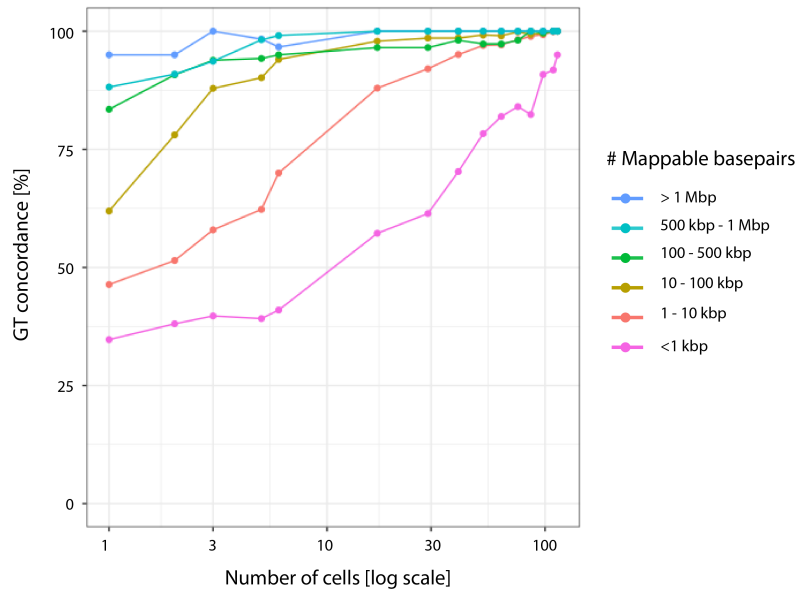 100
75
50
25
0
GT concordance [%]
1 3 10 30 100
Number of cells [log scale]
# Mappable basepairs
> 1 Mbp
500 kbp - 1 Mbp
100 - 500 kbp
10 - 100 kbp
1 - 10 kbp
<1 kbp